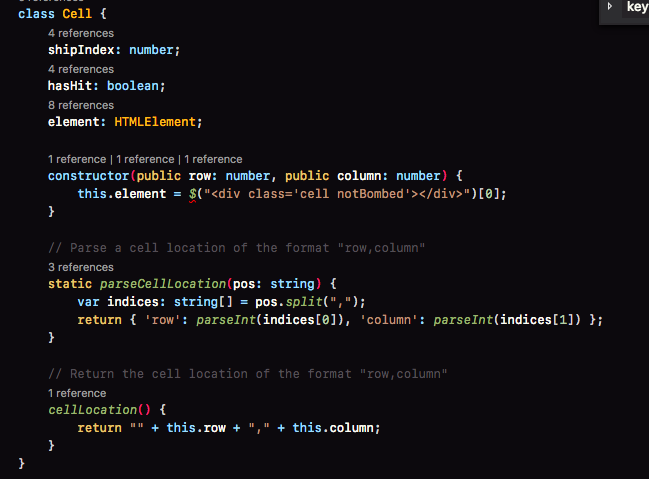 class Cell {
4 references
shipIndex: number;
4 references
hasHit: boolean;
8 references
element: HTMLElement;
1 reference | 1 reference | 1 reference
constructor(public row: number, public column: number) {
this.element = $("<div class='cell notBombed'></div>")[0];
}
// Parse a cell location of the format "row,column"
3 references
static parseCellLocation(pos: string) {
var indices: string[] = pos.split(",");
return { 'row': parseInt(indices[0]), 'column': parseInt(indices[1]) };
}
// Return the cell location of the format "row,column"
1 reference
cellLocation() {
return "" + this.row + "," + this.column;
}
}
key